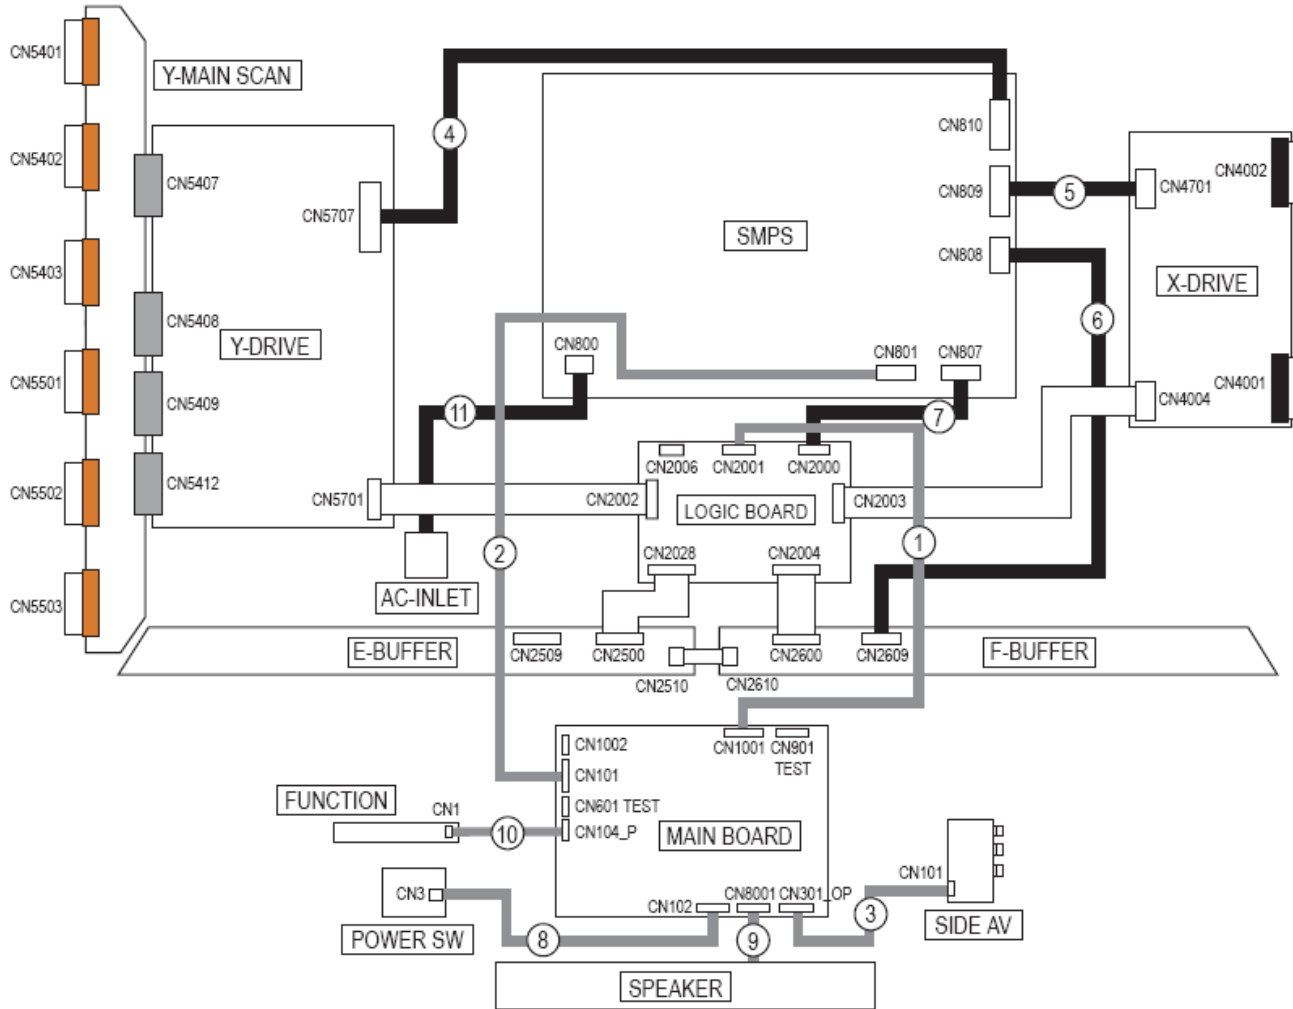 CN5401
Y-MAIN SCAN
4
CN810
CN5402
CN5407
CN4002
CN809
5
CN4701
CN5707
SMPS
CN808
CN5403
X-DRIVE
CN5408
6
Y-DRIVE
CN800
CN801
CN807
CN5501
CN5409
CN4001
CN4004
11
7
CN5412
CN2006
CN2001
CN2000
CN5502
CN5701
CN2002
CN2003
LOGIC BOARD
2
1
CN2028
CN2004
AC-INLET
CN5503
E-BUFFER
CN2509
CN2500
CN2600
CN2609
F-BUFFER
CN2510
CN2610
CN1002
CN1001
CN901
TEST
CN101
FUNCTION
CN1
CN601 TEST
10
CN104_P
MAIN BOARD
CN101
CN3
CN102
CN8001
CN301_OP
3
SIDE AV
POWER SW
8
9
SPEAKER